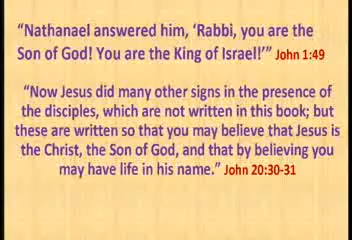 “Nathanael answered him, ‘Rabbi, you are the
Son of God! You are the King of Israel!’” John 1:49
“Now Jesus did many other signs in the presence of
the disciples, which are not written in this book; but
these are written so that you may believe that Jesus is
the Christ, the Son of God, and that by believing you
may have life in his name.” John 20:30-31